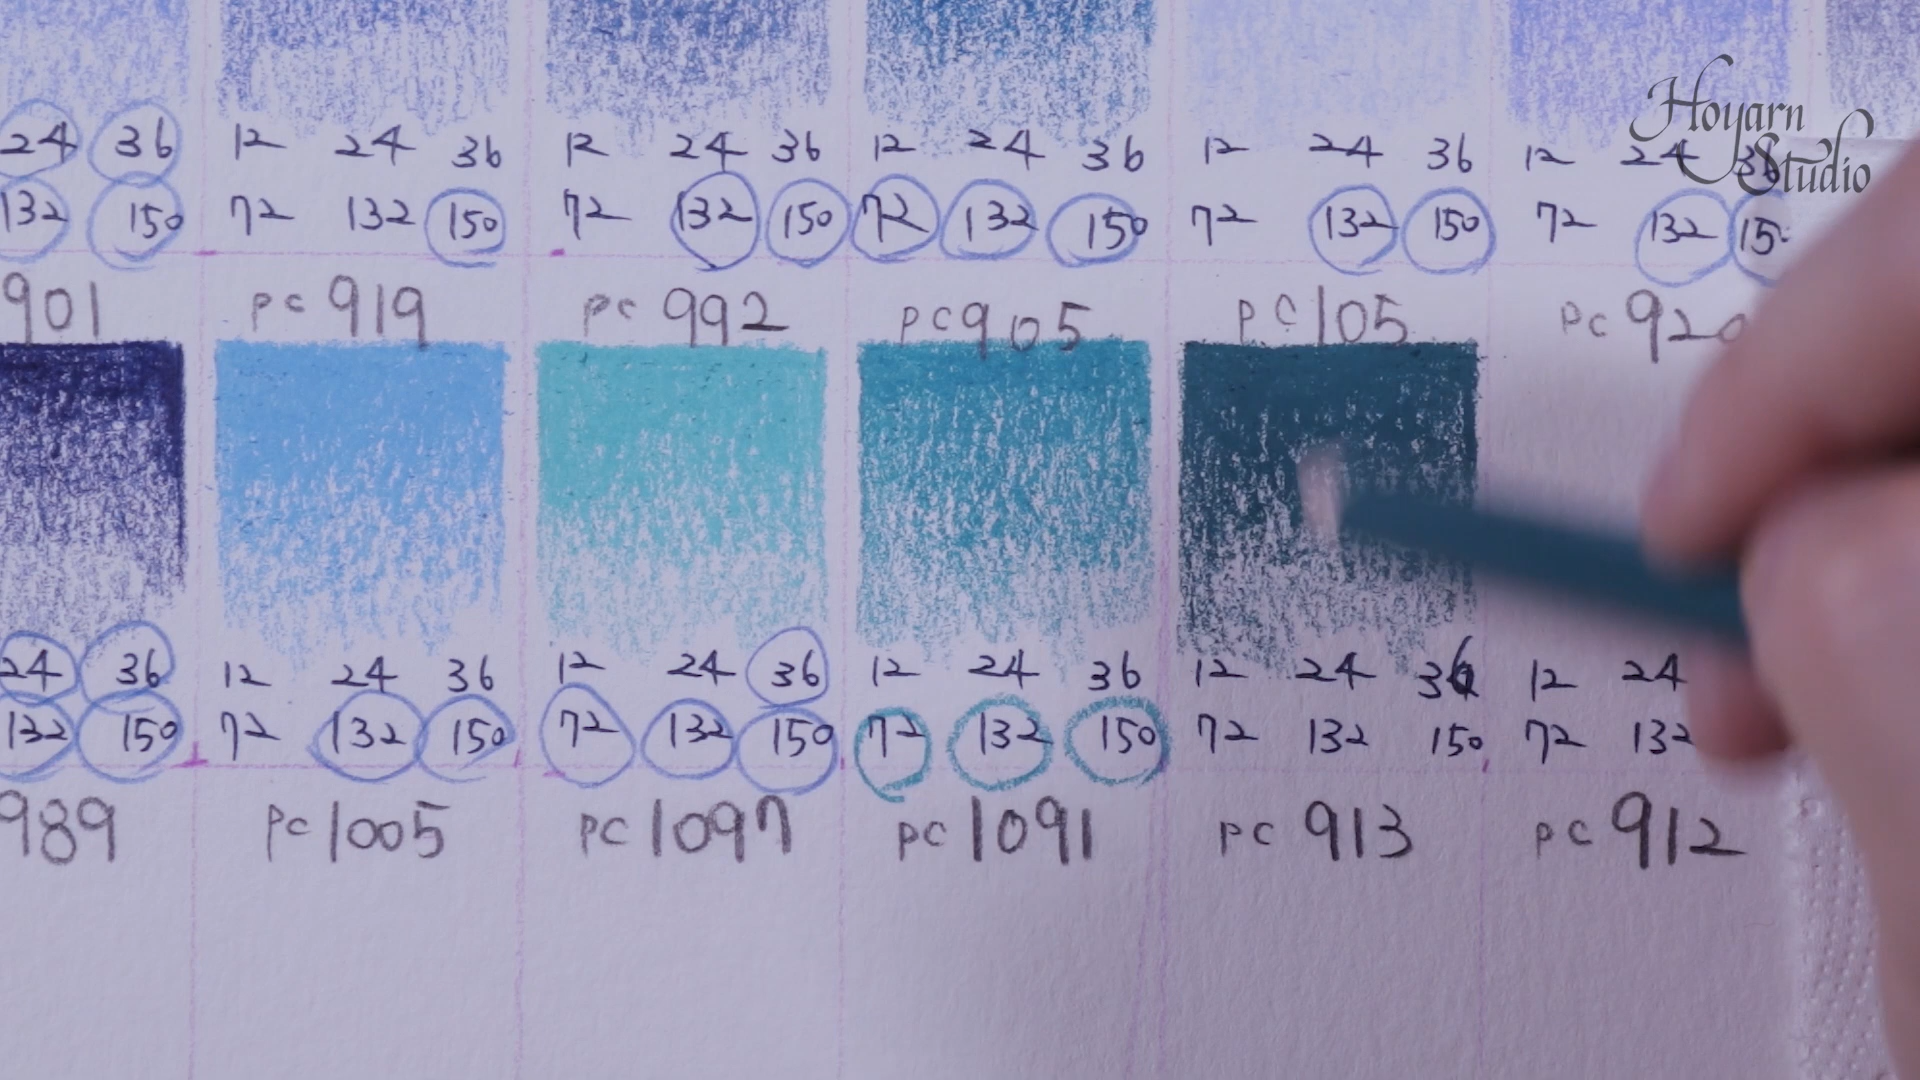 Hoyarn
Studio
24 36 12 24 36 12 24 36 12 24 36 12 24 36 12 24 36
132 150 72 132 150 72 132 150 72 132 150 72 132 150 72 132
901 PC 919 PC 992 PC 905 PC 105 PC 920
24 36 12 24 36 12 24 36 12 24 36 12 24 36 12 24
132 150 72 132 150 72 132 150 72 132 150 72 132 150 72 132
989 PC 1005 PC 1097 PC 1091 PC 913 PC 912